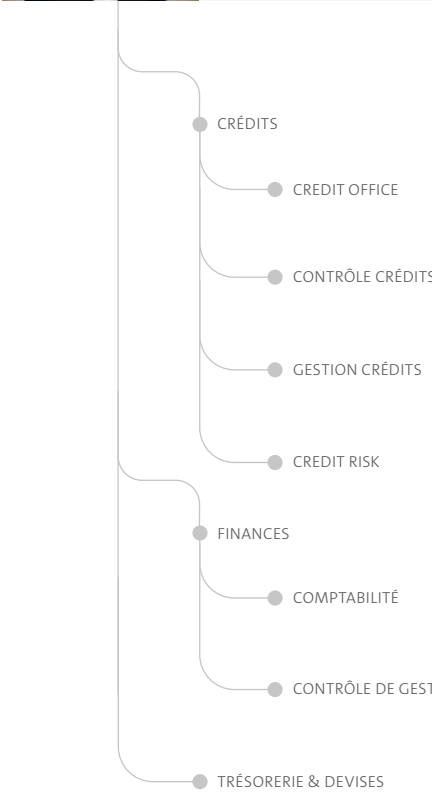 CRÉDITS
CREDIT OFFICE
CONTRÔLE CRÉDITS
GESTION CRÉDITS
CREDIT RISK
FINANCES
COMPTABILITÉ
CONTRÔLE DE GEST
TRÉSORERIE & DEVISES